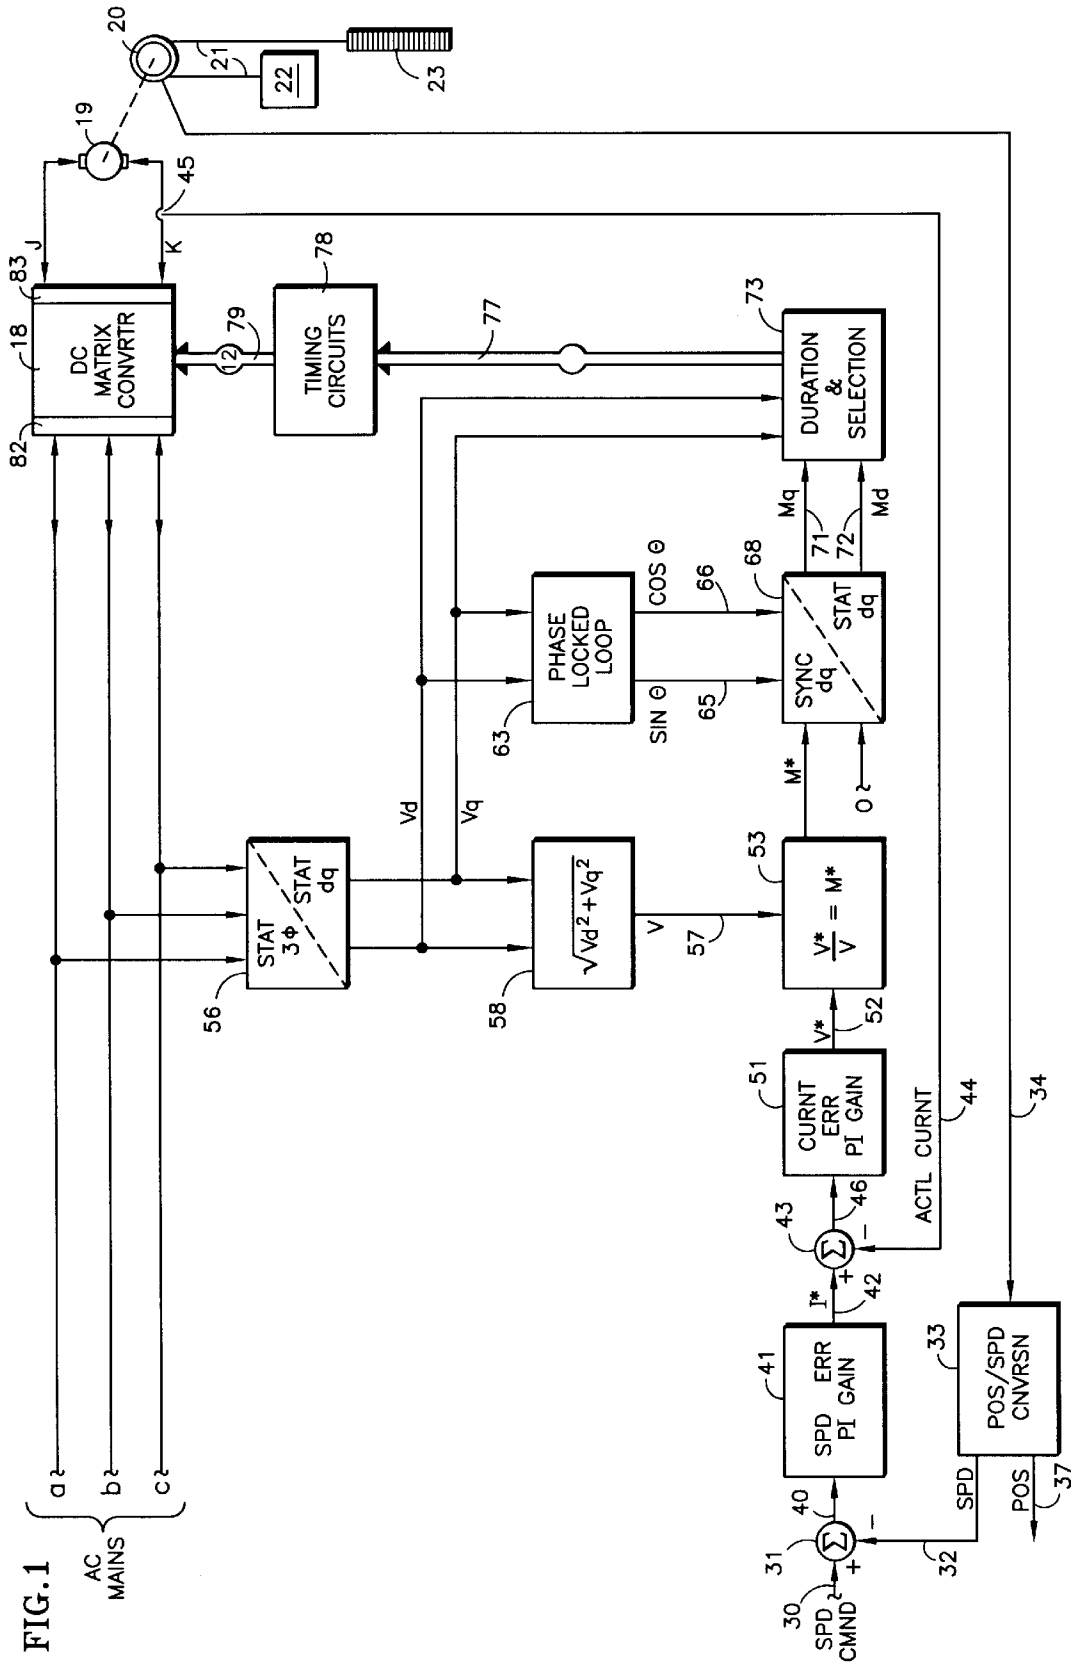 FIG.1
AC
MAINS
a
b
c
82
18
83
DC
MATRIX
CONVRTR
J
K
45
19
20
21
22
23
12
79
TIMING
CIRCUITS
78
77
56
STAT
3Φ
STAT
dq
Vd
Vq
58
√Vd²+Vq²
V
57
63
PHASE
LOCKED
LOOP
SIN Θ
COS Θ
65
66
SPD
CMND
30
31
Σ
+
−
40
SPD ERR
PI GAIN
41
I*
42
43
Σ
+
−
46
CURNT
ERR
PI GAIN
51
V*
52
V*/V = M*
53
M*
0
SYNC
dq
STAT
dq
68
Mq
71
72
Md
DURATION
&
SELECTION
73
ACTL CURNT
44
34
32
SPD
POS
37
POS/SPD
CNVRSN
33